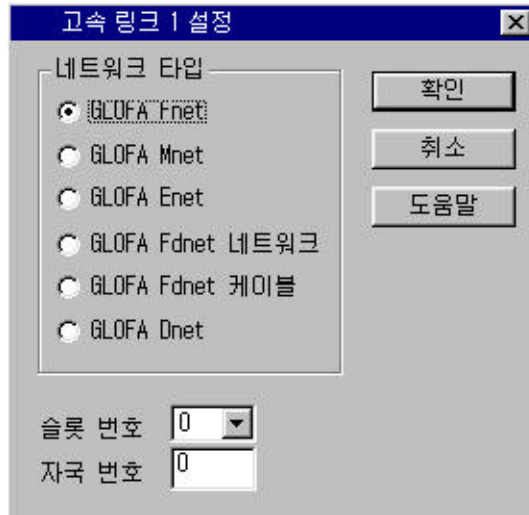 고속 링크 1 설정
네트워크 타입
GLOFA Fnet
GLOFA Mnet
GLOFA Enet
GLOFA Fdnet 네트워크
GLOFA Fdnet 케이블
GLOFA Dnet
확인
취소
도움말
슬롯 번호 0
자국 번호 0